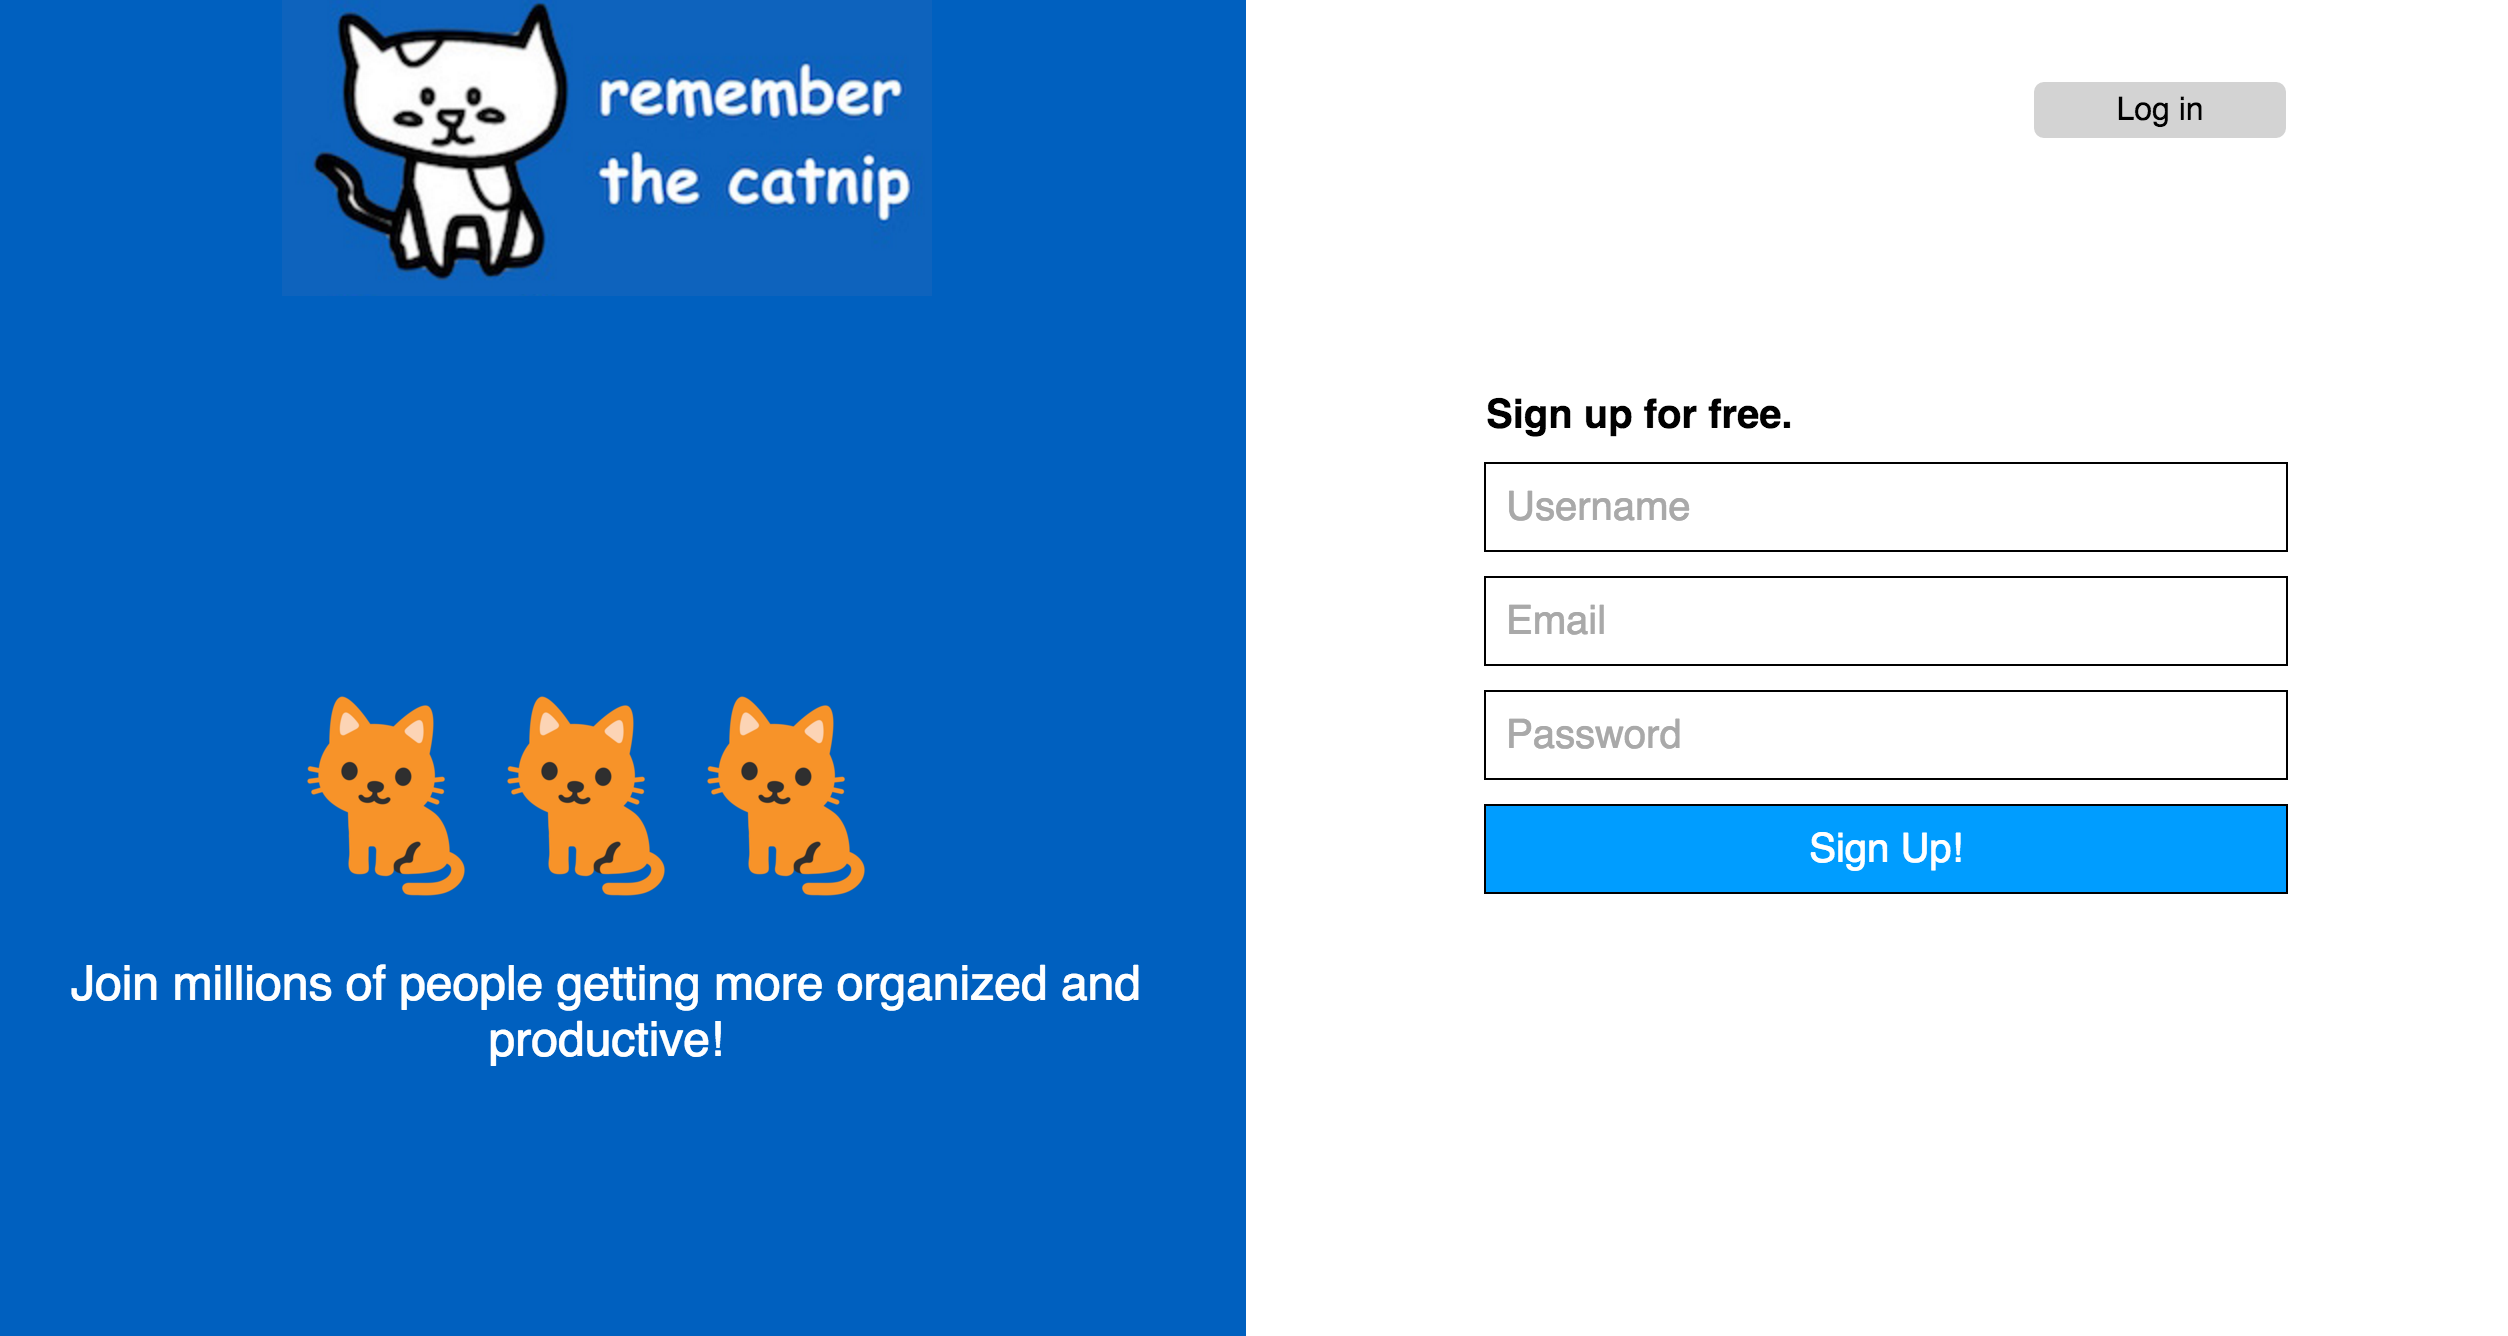 remember
the catnip
Join millions of people getting more organized and
productive!
Log in
Sign up for free.
Username
Email
Password
Sign Up!